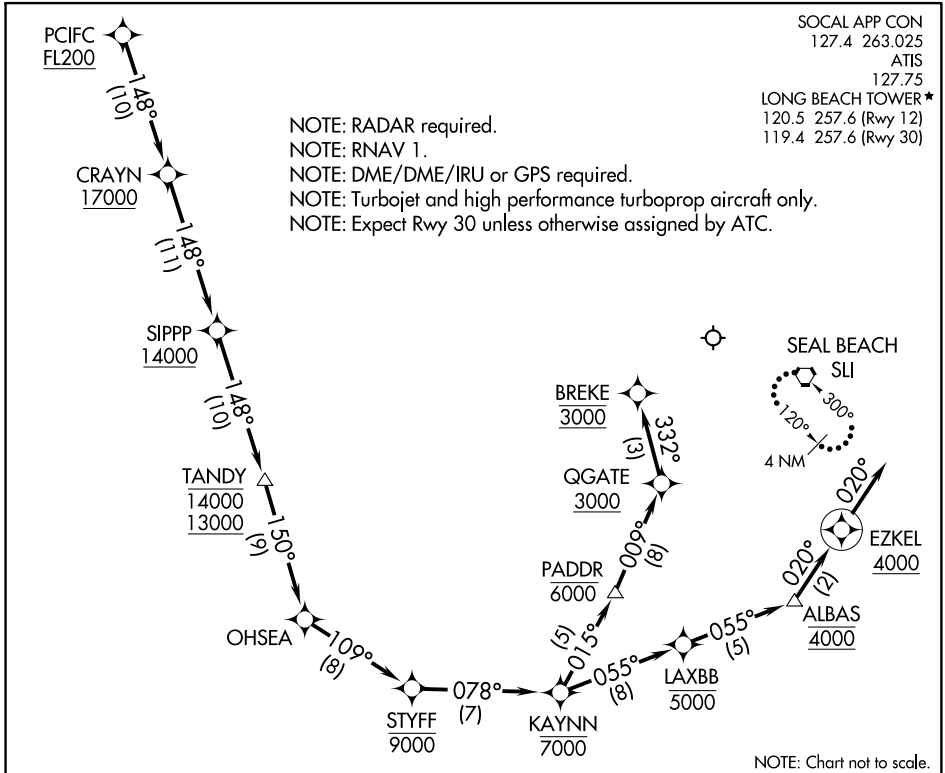 SOCAL APP CON
127.4 263.025
ATIS
127.75
LONG BEACH TOWER★
120.5 257.6 (Rwy 12)
119.4 257.6 (Rwy 30)
PCIFC
FL200
148°
(10)
NOTE: RADAR required.
NOTE: RNAV 1.
NOTE: DME/DME/IRU or GPS required.
NOTE: Turbojet and high performance turboprop aircraft only.
NOTE: Expect Rwy 30 unless otherwise assigned by ATC.
CRAYN
17000
148°
(11)
SIPPP
14000
148°
(10)
TANDY
14000
13000
150°
(9)
OHSEA
109°
(8)
STYFF
9000
078°
(7)
KAYNN
7000
015°
(5)
PADDR
6000
009°
(8)
QGATE
3000
332°
(3)
BREKE
3000
055°
(8)
LAXBB
5000
055°
(5)
ALBAS
4000
020°
(2)
EZKEL
4000
020°
SEAL BEACH
SLI
300°
120°
4 NM
NOTE: Chart not to scale.